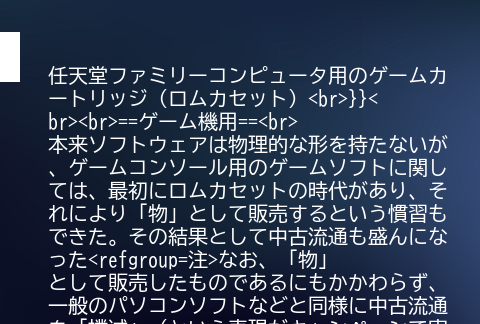 任天堂ファミリーコンピュータ用のゲームカ
ートリッジ（ロムカセット）<br>}}<
br><br>==ゲーム機用==<br>
本来ソフトウェアは物理的な形を持たないが
、ゲームコンソール用のゲームソフトに関し
ては、最初にロムカセットの時代があり、そ
れにより「物」として販売するという慣習も
できた。その結果として中古流通も盛んにな
った<refgroup=注>なお、「物」
として販売したものであるにもかかわらず、
一般のパソコンソフトなどと同様に中古流通